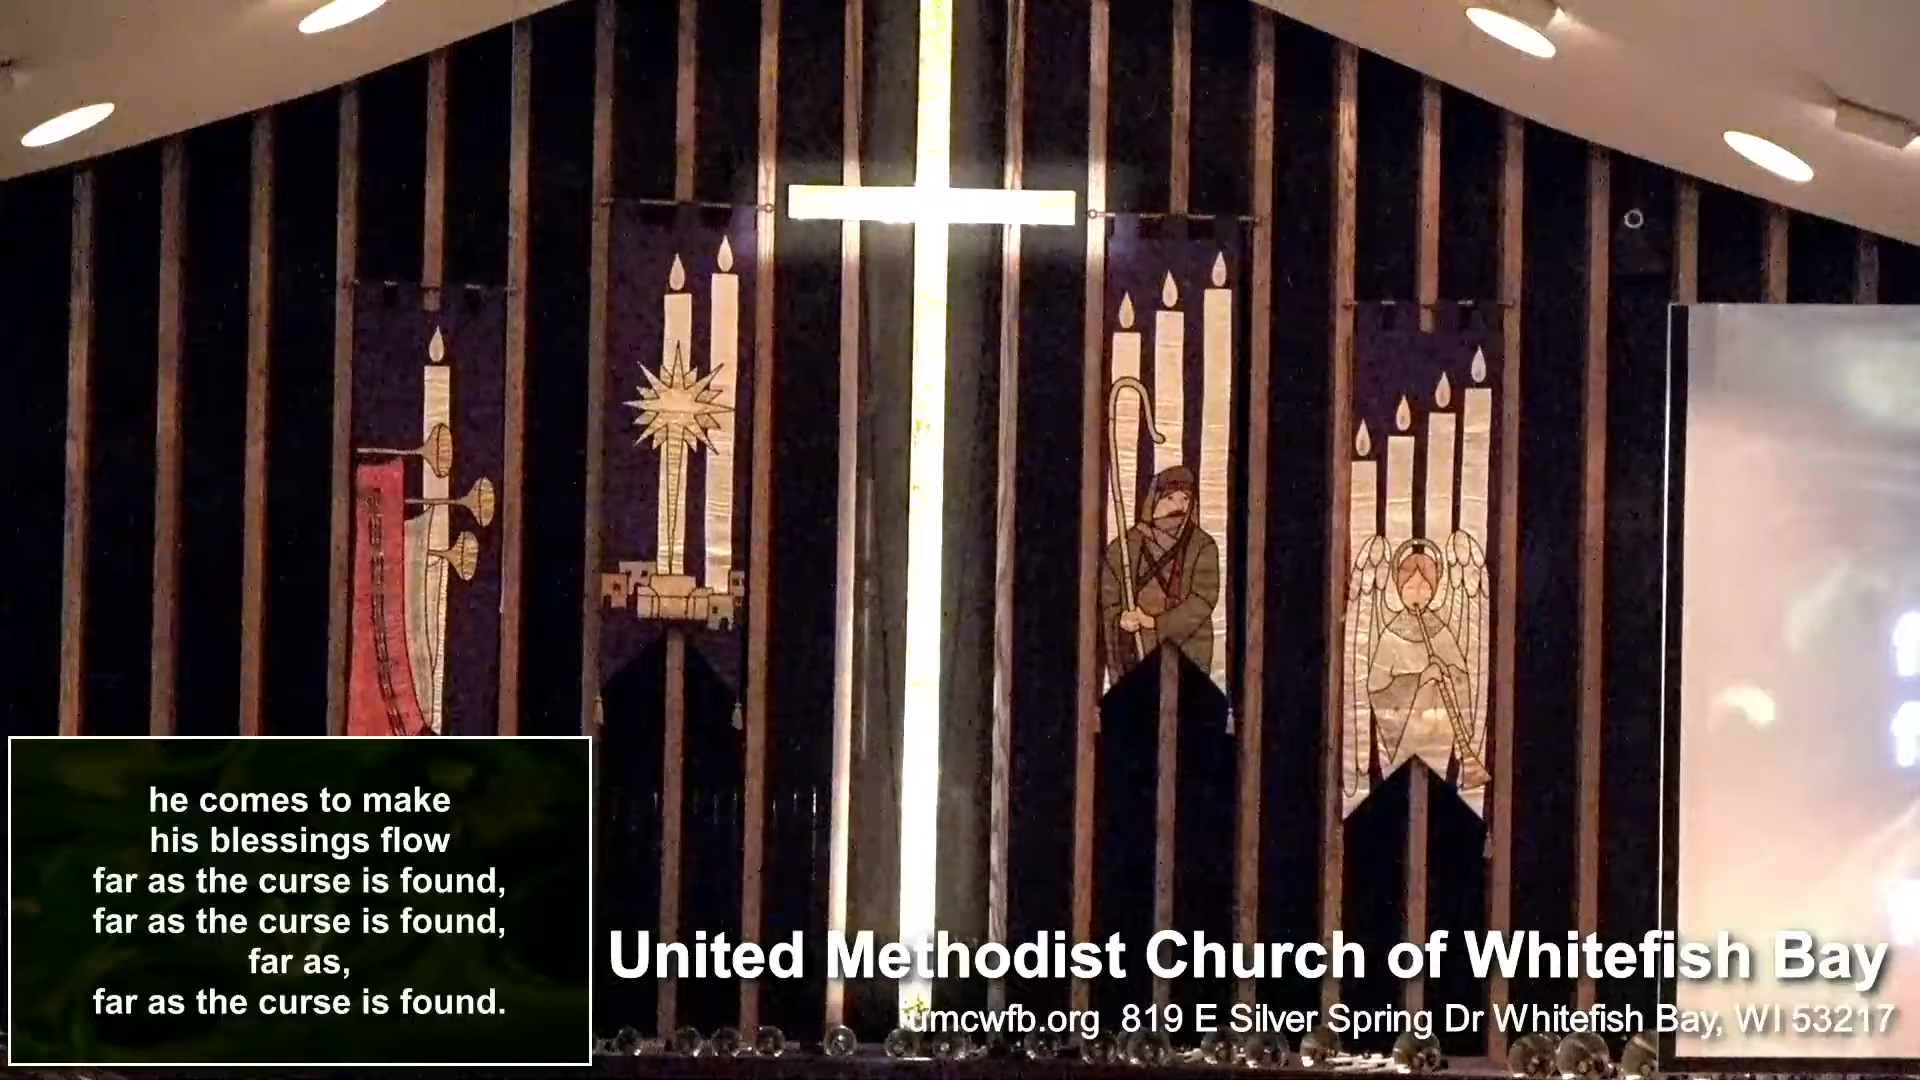 he comes to make
his blessings flow
far as the curse is found,
far as the curse is found,
far as,
far as the curse is found.
United Methodist Church of Whitefish Bay
umcwfb.org 819 E Silver Spring Dr Whitefish Bay, WI 53217